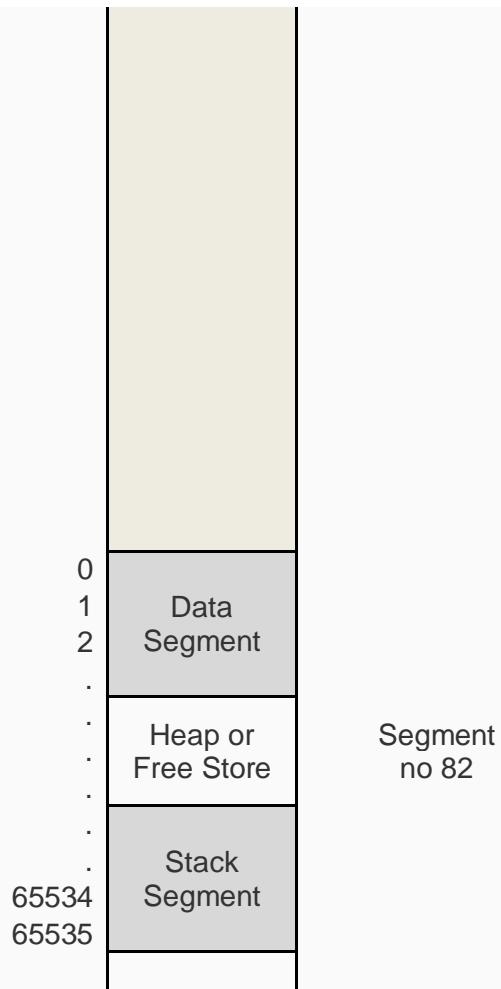 0
1
2
.
.
.
.
.
.
65534
65535
Data
Segment
Heap or
Free Store
Stack
Segment
Segment
no 82